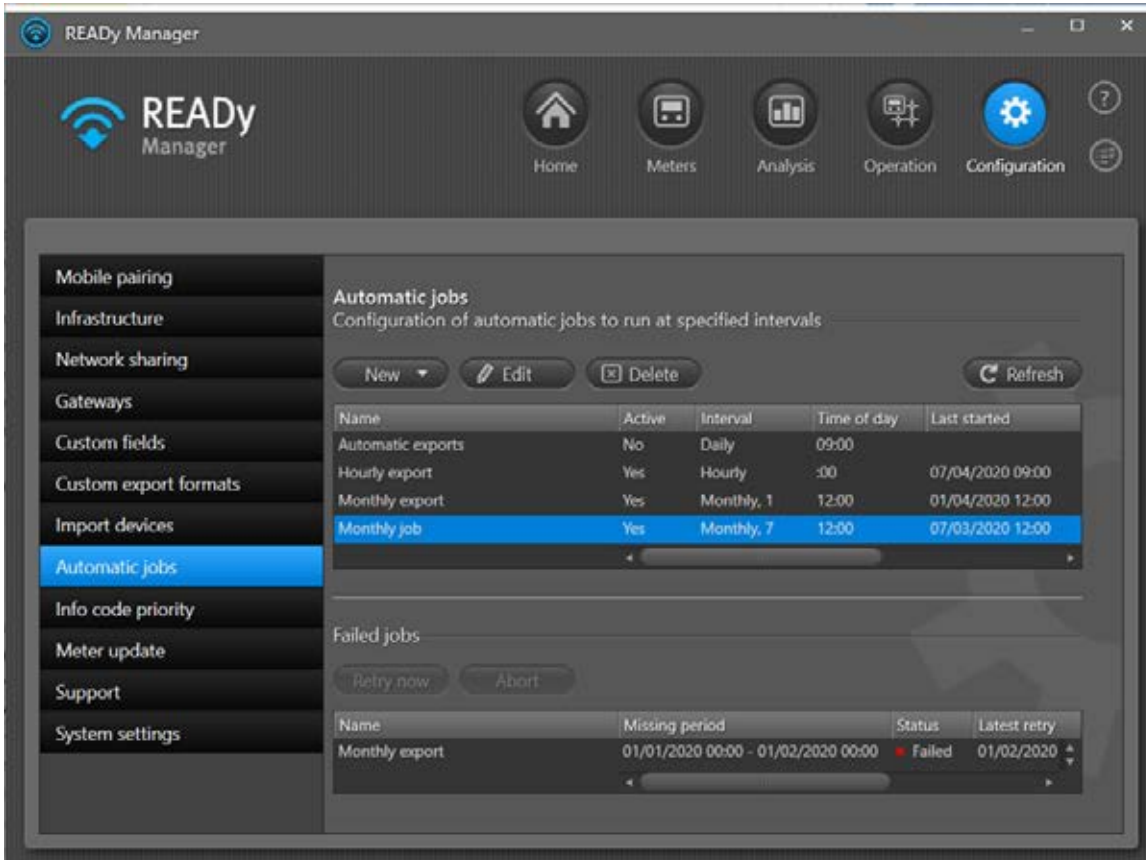 READy Manager
READy
Manager
Home Meters Analysis Operation Configuration
?
Mobile pairing
Infrastructure
Network sharing
Gateways
Custom fields
Custom export formats
Import devices
Automatic jobs
Info code priority
Meter update
Support
System settings
Automatic jobs
Configuration of automatic jobs to run at specified intervals
New Edit Delete Refresh
Name Active Interval Time of day Last started
Automatic exports No Daily 09:00
Hourly export Yes Hourly :00 07/04/2020 09:00
Monthly export Yes Monthly, 1 12:00 01/04/2020 12:00
Monthly job Yes Monthly, 7 12:00 07/03/2020 12:00
Failed jobs
Retry now Abort
Name Missing period Status Latest retry
Monthly export 01/01/2020 00:00 - 01/02/2020 00:00 Failed 01/02/2020